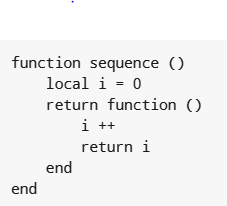 function sequence ()
    local i = 0
    return function ()
        i ++
        return i
    end
end